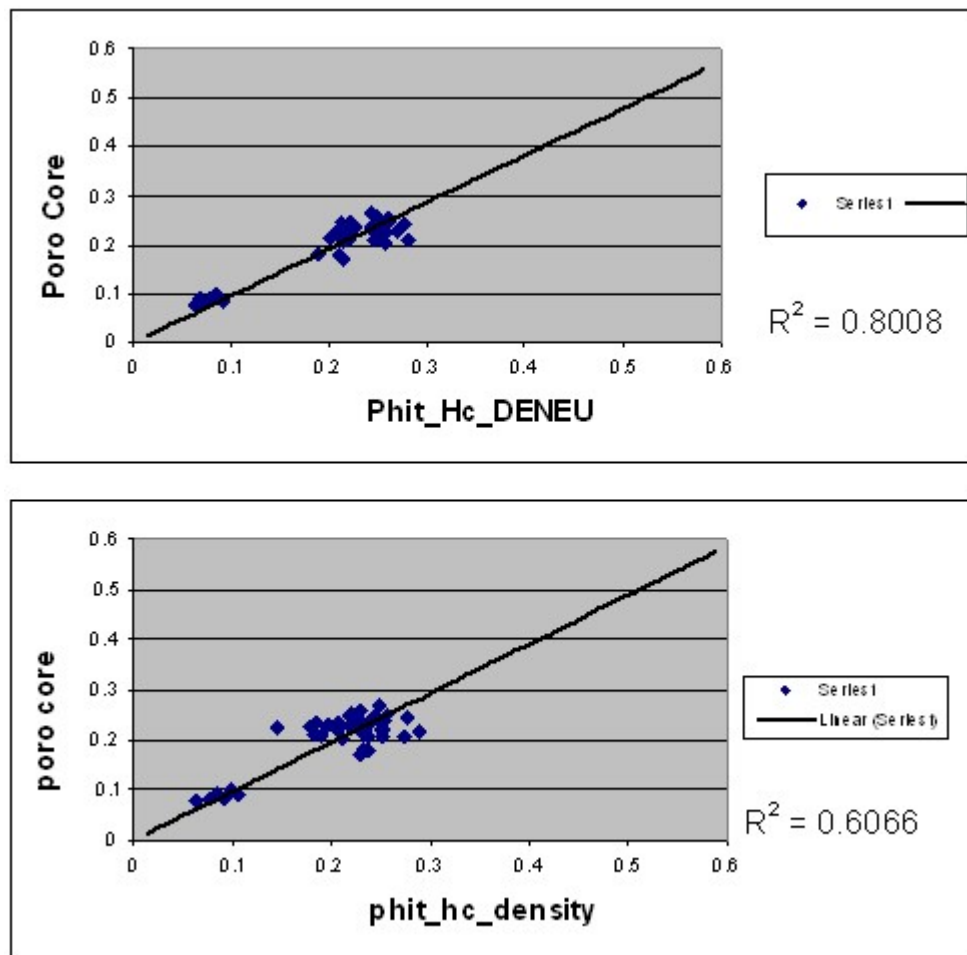 0.6
0.5
0.4
0.3
0.2
0.1
0
0 0.1 0.2 0.3 0.4 0.5 0.6
Poro Core
Phit_Hc_DENEU
Series1
R² = 0.8008
0.6
0.5
0.4
0.3
0.2
0.1
0
0 0.1 0.2 0.3 0.4 0.5 0.6
poro core
phit_hc_density
Series1
Linear (Series1)
R² = 0.6066